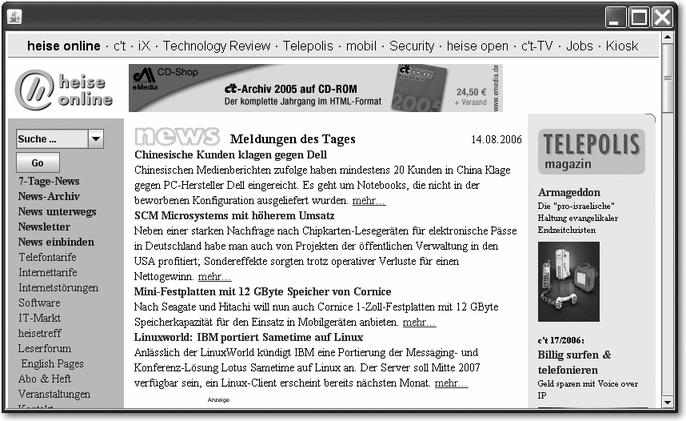 heise online · c't · iX · Technology Review · Telepolis · mobil · Security · heise open · c't-TV · Jobs · Kiosk
heise
online
CD-Shop
eMedia
c't-Archiv 2005 auf CD-ROM
Der komplette Jahrgang im HTML-Format
c't rom
2005
24,50 €
+ Versand
www.emedia.de
Suche ...
Go
7-Tage-News
News-Archiv
News unterwegs
Newsletter
News einbinden
Telefontarife
Internettarife
Internetstörungen
Software
IT-Markt
heisetreff
Leserforum
English Pages
Abo & Heft
Veranstaltungen
Kontakt
news Meldungen des Tages 14.08.2006
Chinesische Kunden klagen gegen Dell
Chinesischen Medienberichten zufolge haben mindestens 20 Kunden in China Klage
gegen PC-Hersteller Dell eingereicht. Es geht um Notebooks, die nicht in der
beworbenen Konfiguration ausgeliefert wurden. mehr...
SCM Microsystems mit höherem Umsatz
Neben einer starken Nachfrage nach Chipkarten-Lesegeräten für elektronische Pässe
in Deutschland habe man auch von Projekten der öffentlichen Verwaltung in den
USA profitiert; Sondereffekte sorgten trotz operativer Verluste für einen
Nettogewinn. mehr...
Mini-Festplatten mit 12 GByte Speicher von Cornice
Nach Seagate und Hitachi will nun auch Cornice 1-Zoll-Festplatten mit 12 GByte
Speicherkapazität für den Einsatz in Mobilgeräten anbieten. mehr...
Linuxworld: IBM portiert Sametime auf Linux
Anlässlich der LinuxWorld kündigt IBM eine Portierung der Messaging- und
Konferenz-Lösung Lotus Sametime auf Linux an. Der Server soll Mitte 2007
verfügbar sein, ein Linux-Client erscheint bereits nächsten Monat. mehr...
Anzeige
TELEPOLIS
magazin
Armageddon
Die "pro-israelische"
Haltung evangelikaler
Endzeitchristen
c't 17/2006:
Billig surfen &
telefonieren
Geld sparen mit Voice over
IP